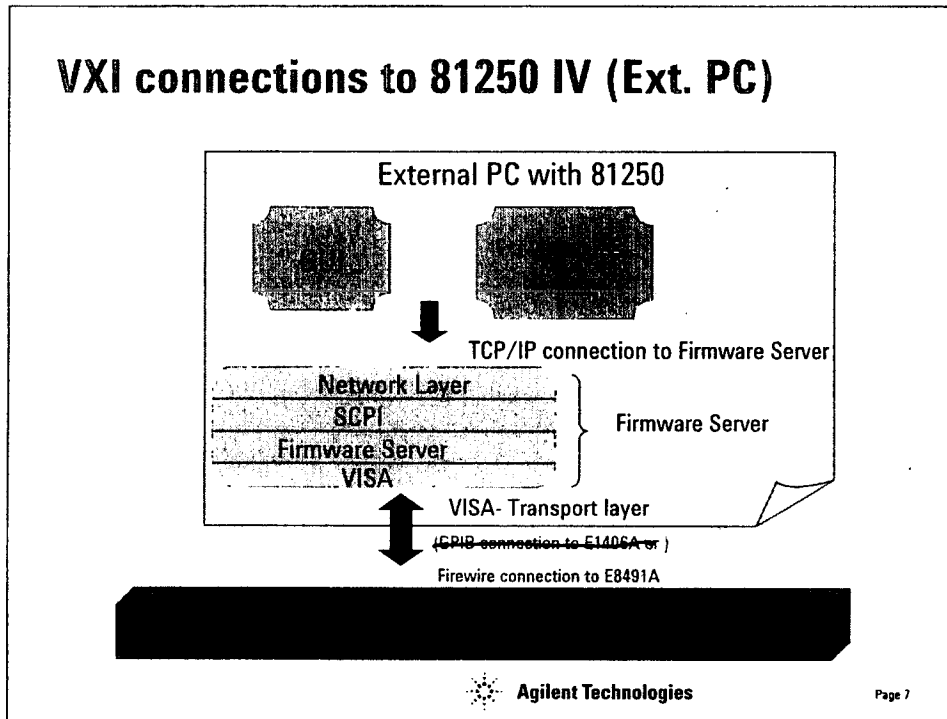 VXI connections to 81250 IV (Ext. PC)
External PC with 81250
GUI
TCP/IP connection to Firmware Server
Network Layer
SCPI
Firmware Server
VISA
Firmware Server
VISA- Transport layer
(GPIB connection to E1406A or )
Firewire connection to E8491A
Agilent Technologies
Page 7